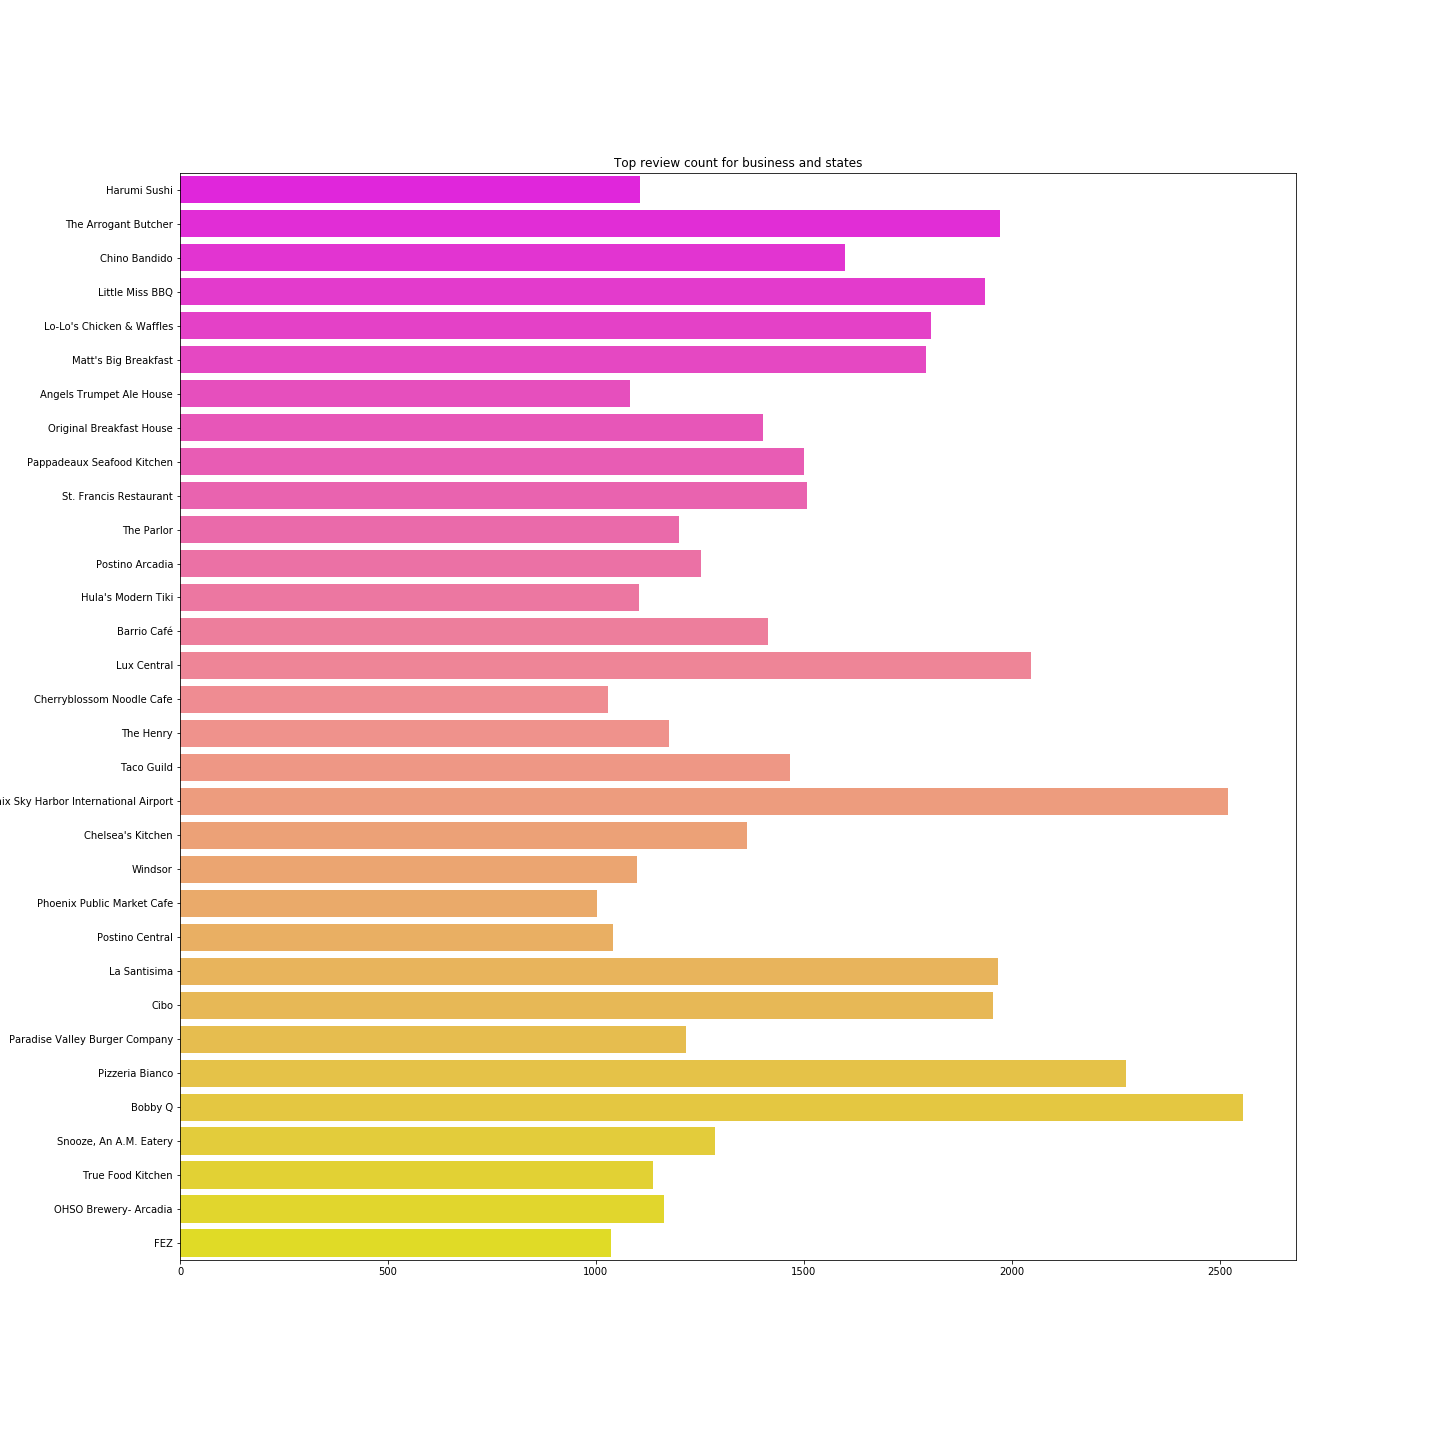 Top review count for business and states
Harumi Sushi
The Arrogant Butcher
Chino Bandido
Little Miss BBQ
Lo-Lo's Chicken & Waffles
Matt's Big Breakfast
Angels Trumpet Ale House
Original Breakfast House
Pappadeaux Seafood Kitchen
St. Francis Restaurant
The Parlor
Postino Arcadia
Hula's Modern Tiki
Barrio Café
Lux Central
Cherryblossom Noodle Cafe
The Henry
Taco Guild
Sky Harbor International Airport
Chelsea's Kitchen
Windsor
Phoenix Public Market Cafe
Postino Central
La Santisima
Cibo
Paradise Valley Burger Company
Pizzeria Bianco
Bobby Q
Snooze, An A.M. Eatery
True Food Kitchen
OHSO Brewery- Arcadia
FEZ
0 500 1000 1500 2000 2500